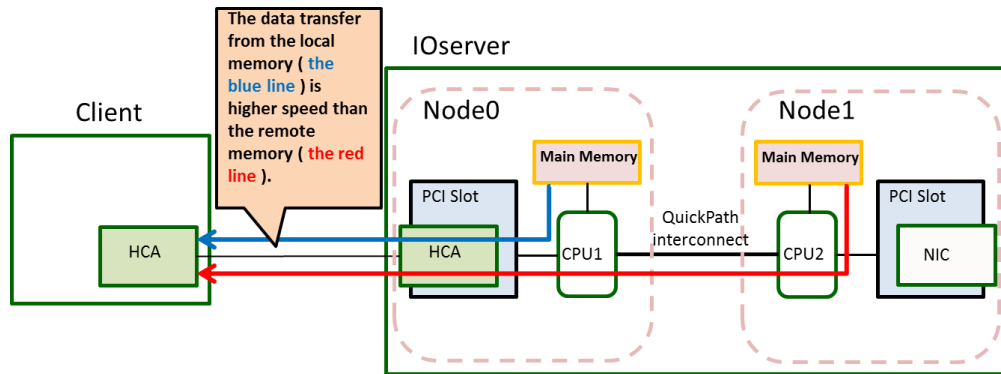 The data transfer
from the local
memory ( the
blue line ) is
higher speed than
the remote
memory ( the red
line ).
IOserver
Client
Node0
Node1
Main Memory
Main Memory
PCI Slot
PCI Slot
QuickPath
interconnect
HCA
HCA
CPU1
CPU2
NIC